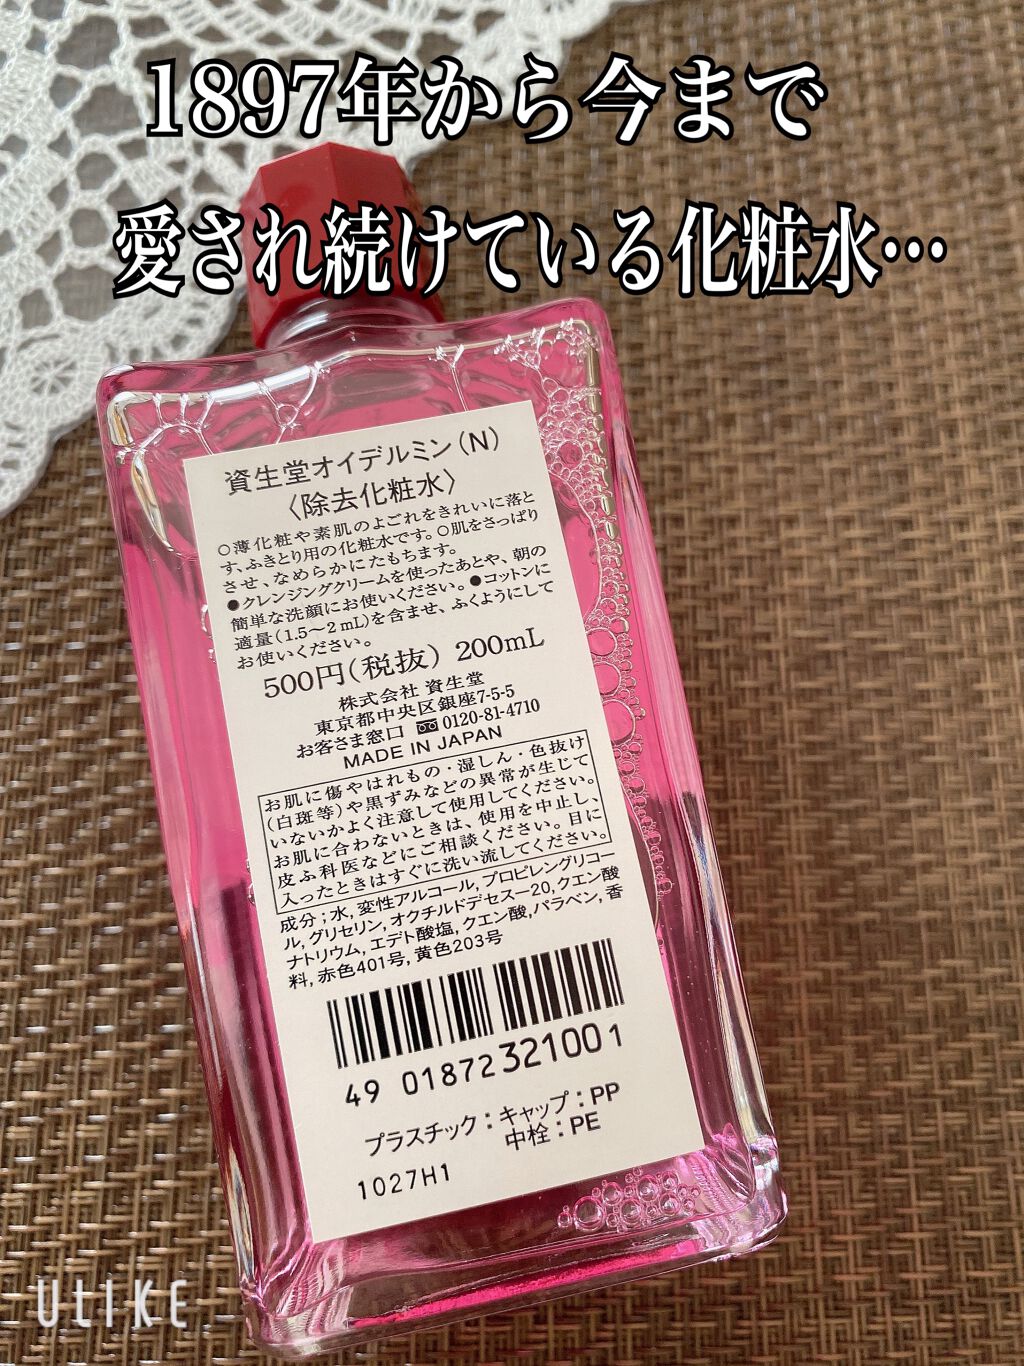 1897年から今まで
愛され続けている化粧水…
資生堂オイデルミン(N)
〈除去化粧水〉
○薄化粧や素肌のよごれをきれいに落と
す、ふきとり用の化粧水です。○肌をさっぱり
させ、なめらかにたもちます。
●クレンジングクリームを使ったあとや、朝の
簡単な洗顔にお使いください。●コットンに
適量(1.5〜2mL)を含ませ、ふくようにして
お使いください。
500円(税抜) 200mL
株式会社 資生堂
東京都中央区銀座7-5-5
お客さま窓口 0120-81-4710
MADE IN JAPAN
お肌に傷やはれもの・湿しん・色抜け
(白斑等)や黒ずみなどの異常が生じて
いないかよく注意して使用してください。
お肌に合わないときは、使用を中止し、
皮ふ科医などにご相談ください。目に
入ったときはすぐに洗い流してください。
成分;水,変性アルコール,プロピレングリコー
ル,グリセリン,オクチルドデセス-20,クエン酸
ナトリウム,エデト酸塩,クエン酸,パラベン,香
料,赤色401号,黄色203号
49 01872 321001
プラスチック:キャップ:PP
中栓:PE
1027H1
ULIKE